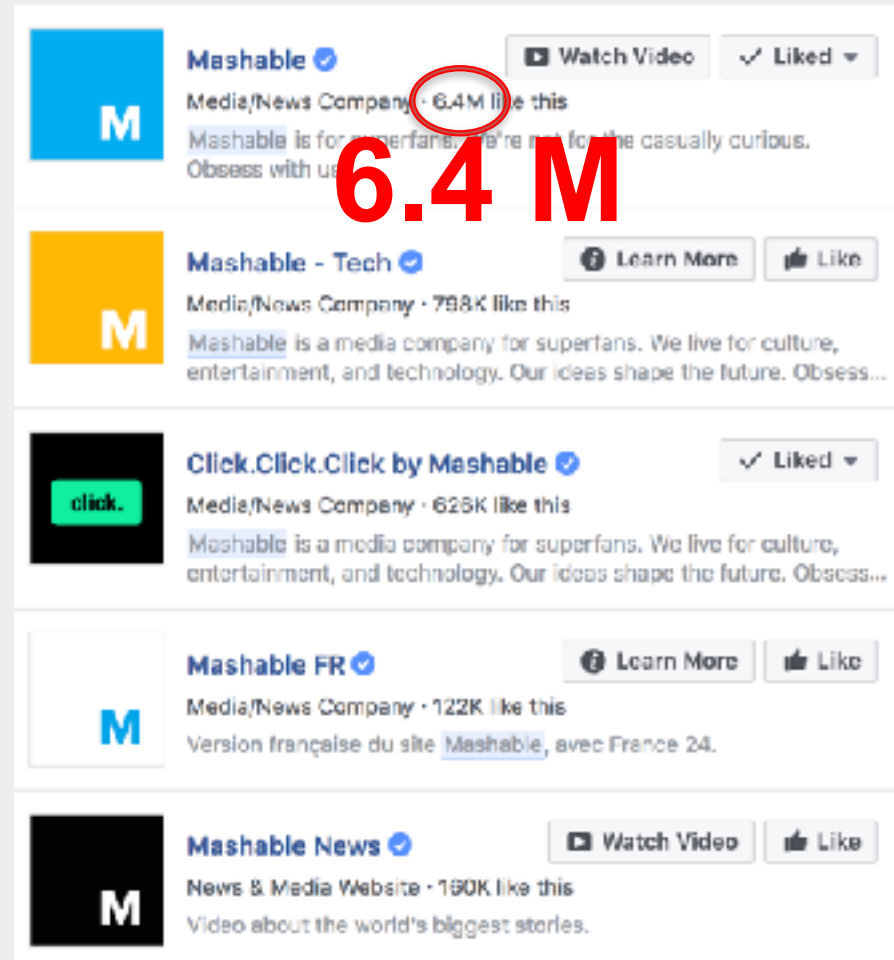 M
Mashable
Watch Video
Liked
Media/News Company · 6.4M like this
Mashable is for superfans. We're not for the casually curious.
Obsess with us
6.4 M
M
Mashable - Tech
Learn More
Like
Media/News Company · 798K like this
Mashable is a media company for superfans. We live for culture,
entertainment, and technology. Our ideas shape the future. Obsess...
click.
Click.Click.Click by Mashable
Liked
Media/News Company · 626K like this
Mashable is a media company for superfans. We live for culture,
entertainment, and technology. Our ideas shape the future. Obsess...
M
Mashable FR
Learn More
Like
Media/News Company · 122K like this
Version française du site Mashable, avec France 24.
M
Mashable News
Watch Video
Like
News & Media Website · 160K like this
Video about the world's biggest stories.